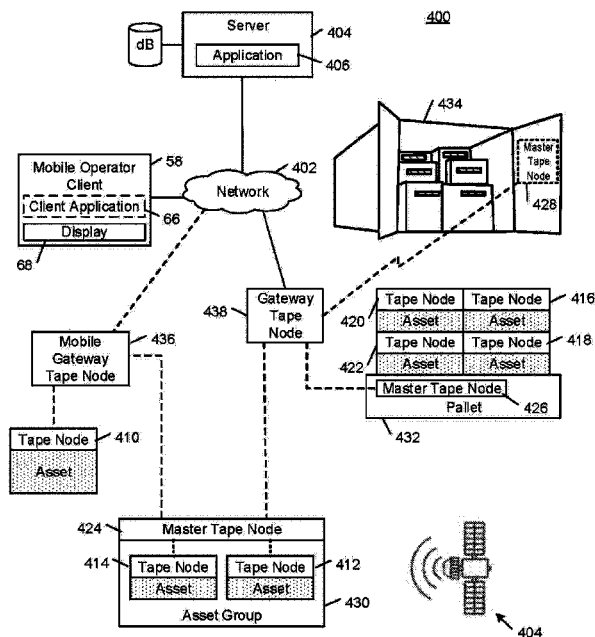 400
Server
404
dB
Application
406
434
58
402
Mobile Operator
Client
Network
Master
Tape
Node
Client Application
66
428
Display
68
438
Gateway
Tape
Node
436
Mobile
Gateway
Tape Node
420
Tape Node
Tape Node
416
Asset
Asset
422
Tape Node
Tape Node
418
Asset
Asset
Master Tape Node
426
Pallet
432
Tape Node
410
Asset
424
Master Tape Node
414
Tape Node
Tape Node
412
Asset
Asset
Asset Group
430
404